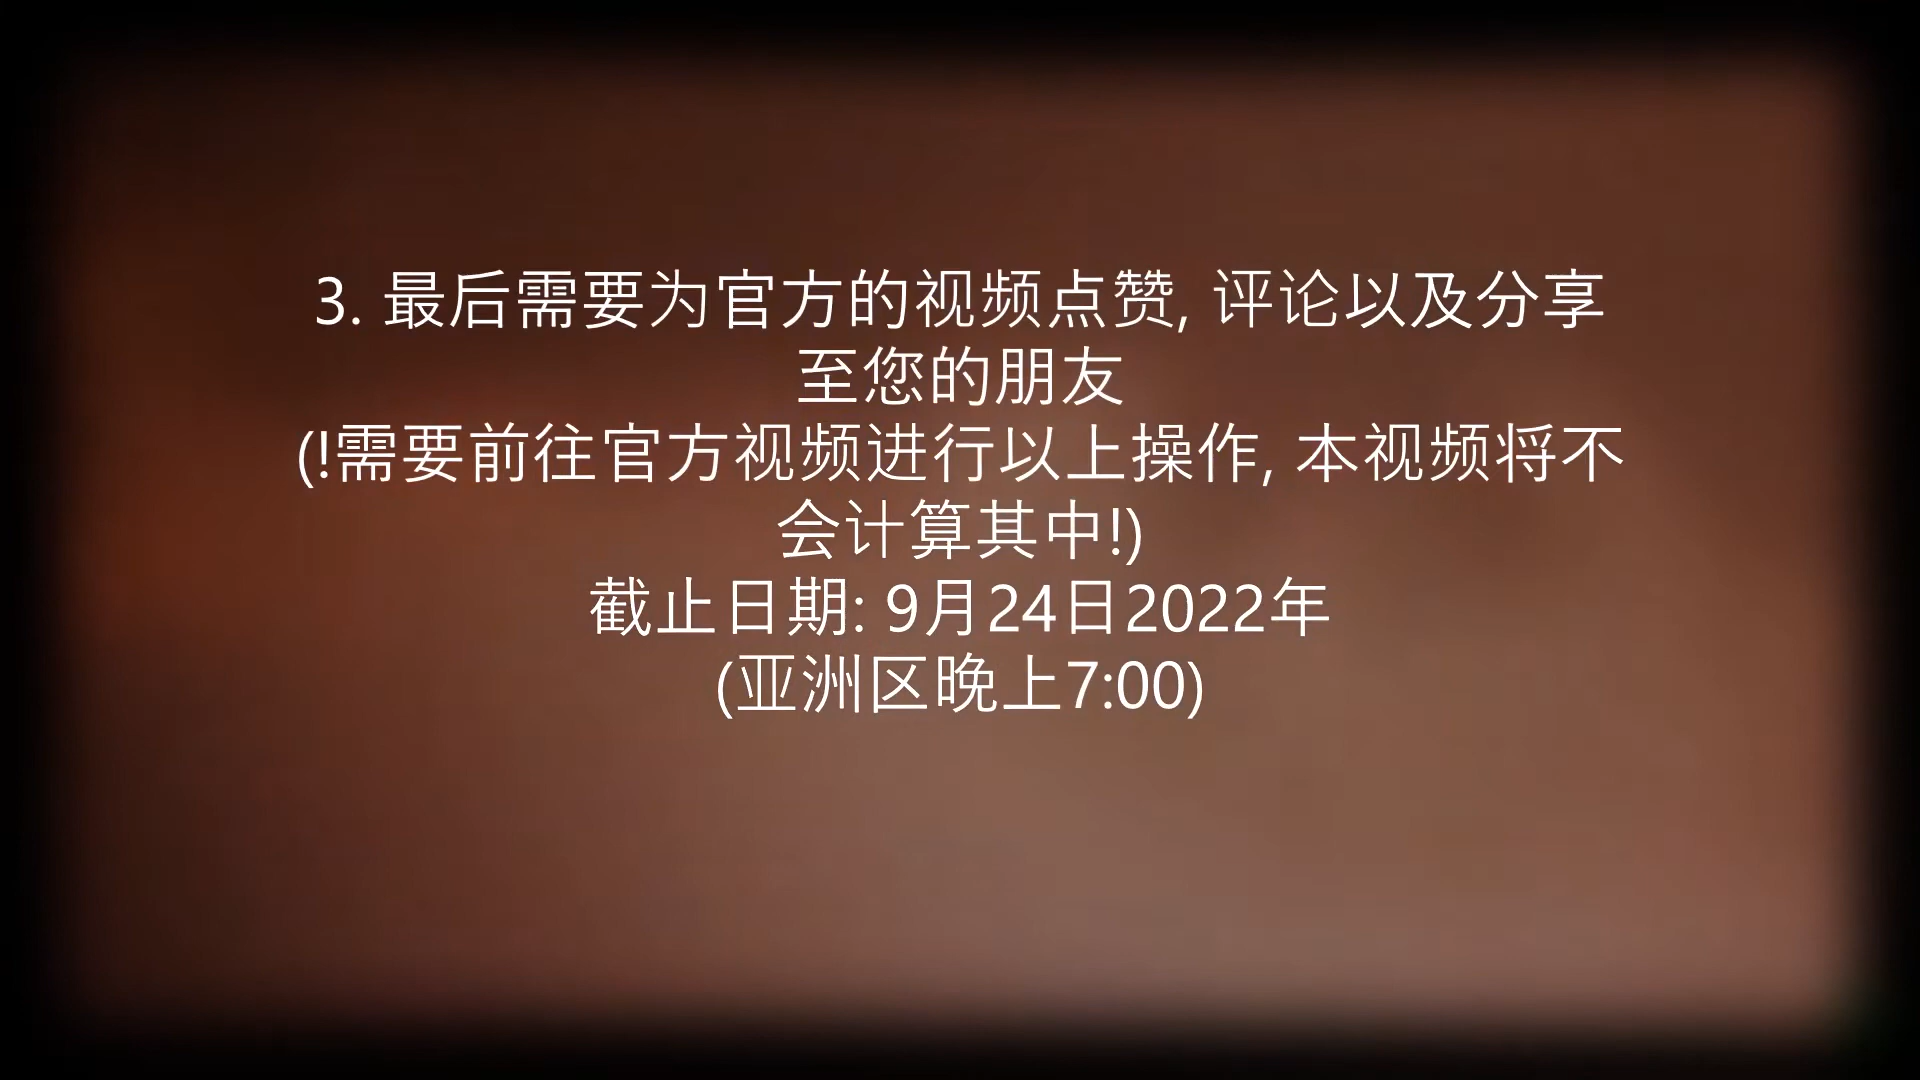 3. 最后需要为官方的视频点赞, 评论以及分享
至您的朋友
(!需要前往官方视频进行以上操作, 本视频将不
会计算其中!)
截止日期: 9月24日2022年
(亚洲区晚上7:00)